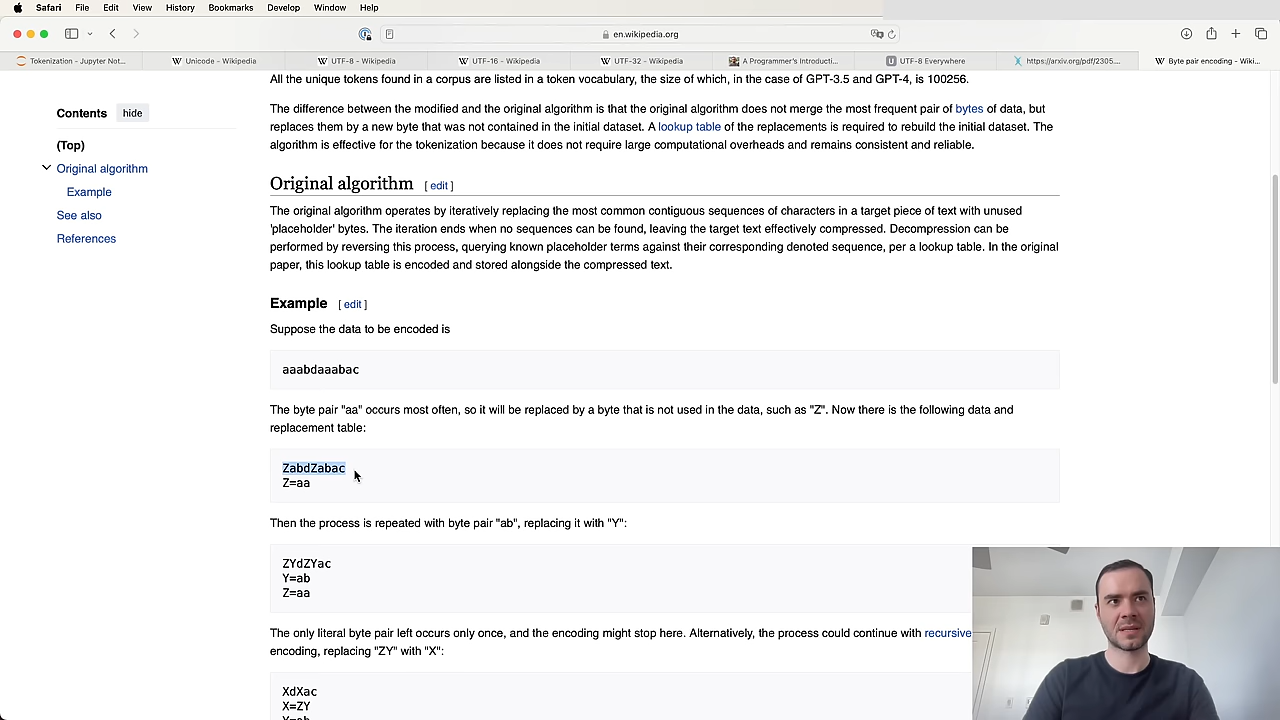 Safari File Edit View History Bookmarks Develop Window Help
en.wikipedia.org
Tokenization - Jupyter Not...
Unicode - Wikipedia
UTF-8 - Wikipedia
UTF-16 - Wikipedia
UTF-32 - Wikipedia
A Programmer's Introducti...
UTF-8 Everywhere
https://arxiv.org/pdf/2305....
Byte pair encoding - Wiki...
All the unique tokens found in a corpus are listed in a token vocabulary, the size of which, in the case of GPT-3.5 and GPT-4, is 100256.
Contents hide
(Top)
Original algorithm
Example
See also
References
The difference between the modified and the original algorithm is that the original algorithm does not merge the most frequent pair of bytes of data, but
replaces them by a new byte that was not contained in the initial dataset. A lookup table of the replacements is required to rebuild the initial dataset. The
algorithm is effective for the tokenization because it does not require large computational overheads and remains consistent and reliable.
Original algorithm [ edit ]
The original algorithm operates by iteratively replacing the most common contiguous sequences of characters in a target piece of text with unused
'placeholder' bytes. The iteration ends when no sequences can be found, leaving the target text effectively compressed. Decompression can be
performed by reversing this process, querying known placeholder terms against their corresponding denoted sequence, per a lookup table. In the original
paper, this lookup table is encoded and stored alongside the compressed text.
Example [ edit ]
Suppose the data to be encoded is
aaabdaaabac
The byte pair "aa" occurs most often, so it will be replaced by a byte that is not used in the data, such as "Z". Now there is the following data and
replacement table:
ZabdZabac
Z=aa
Then the process is repeated with byte pair "ab", replacing it with "Y":
ZYdZYac
Y=ab
Z=aa
The only literal byte pair left occurs only once, and the encoding might stop here. Alternatively, the process could continue with recursive
encoding, replacing "ZY" with "X":
XdXac
X=ZY
Y=ab